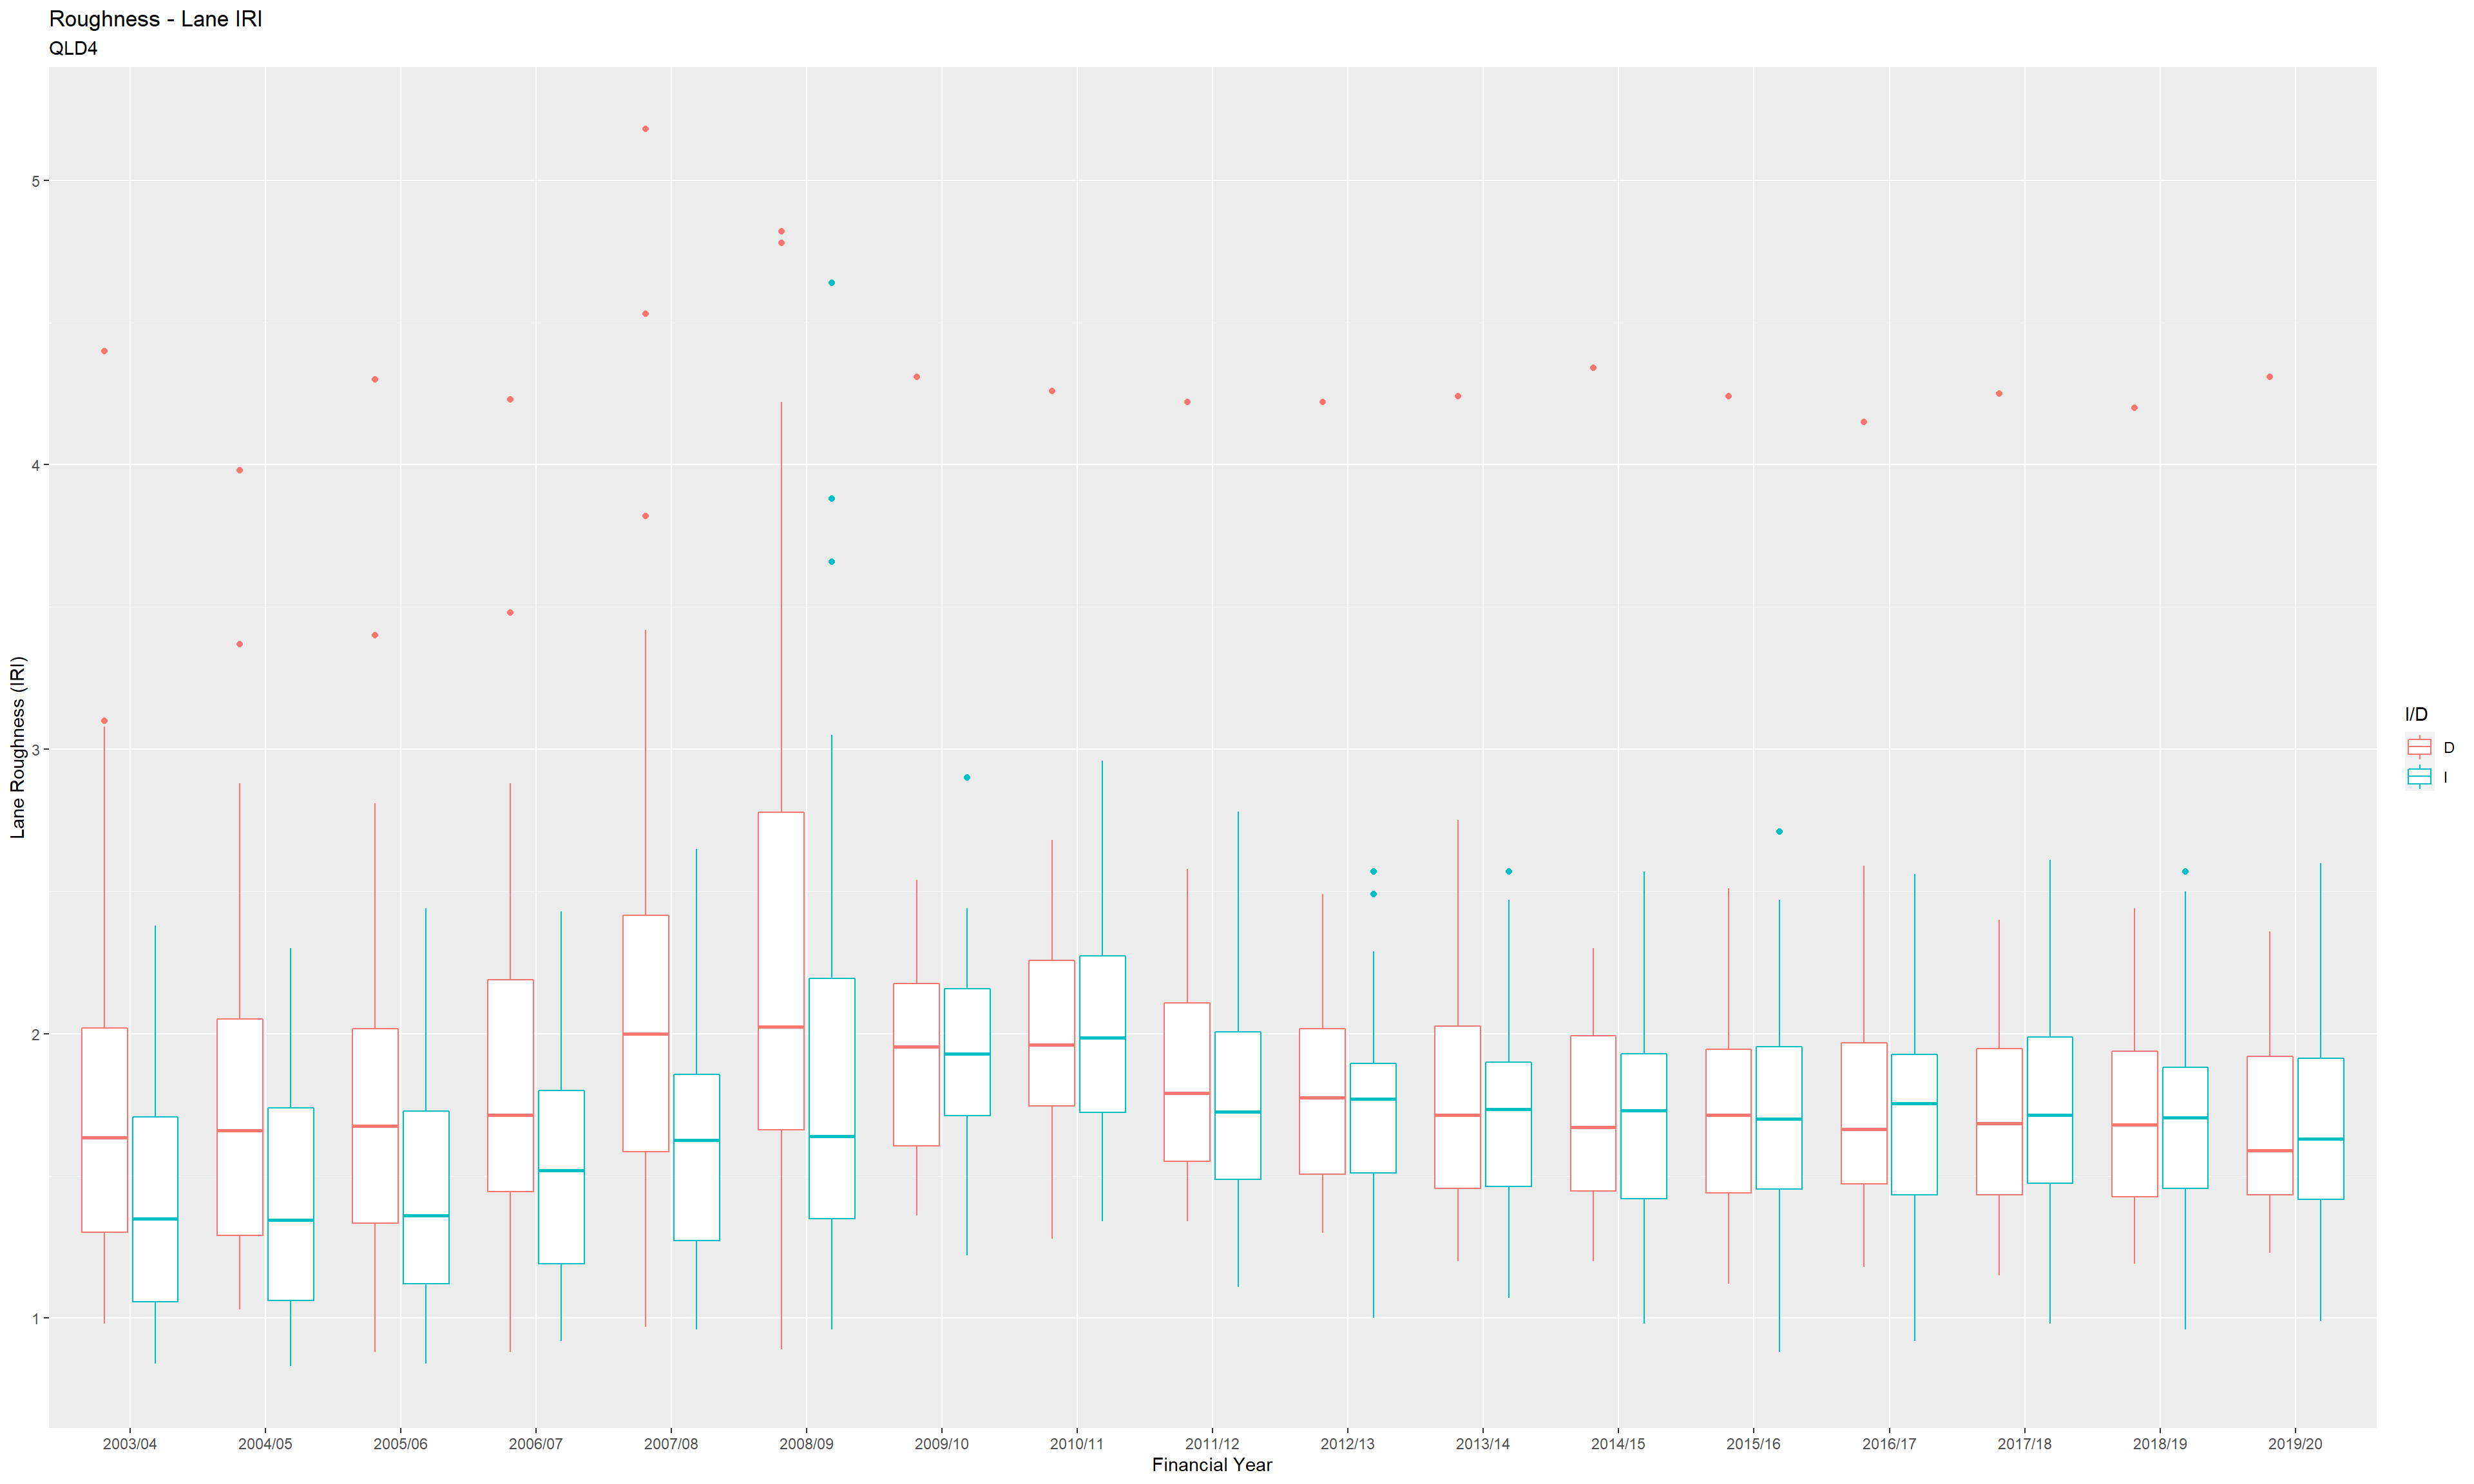 Roughness - Lane IRI
QLD4
Lane Roughness (IRI)
5
4
3
2
1
2003/04 2004/05 2005/06 2006/07 2007/08 2008/09 2009/10 2010/11 2011/12 2012/13 2013/14 2014/15 2015/16 2016/17 2017/18 2018/19 2019/20
Financial Year
I/D
D
I